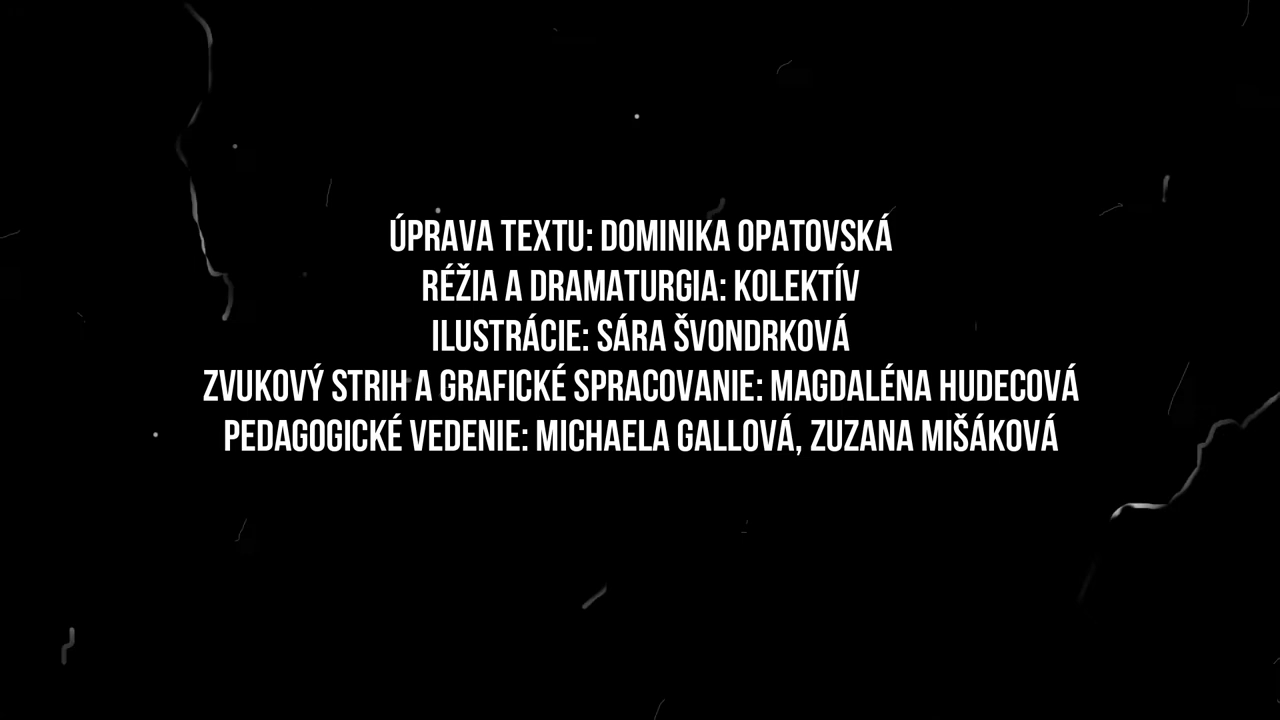 ÚPRAVA TEXTU: DOMINIKA OPATOVSKÁ
RÉŽIA A DRAMATURGIA: KOLEKTÍV
ILUSTRÁCIE: SÁRA ŠVONDRKOVÁ
ZVUKOVÝ STRIH A GRAFICKÉ SPRACOVANIE: MAGDALÉNA HUDECOVÁ
PEDAGOGICKÉ VEDENIE: MICHAELA GALLOVÁ, ZUZANA MIŠÁKOVÁ